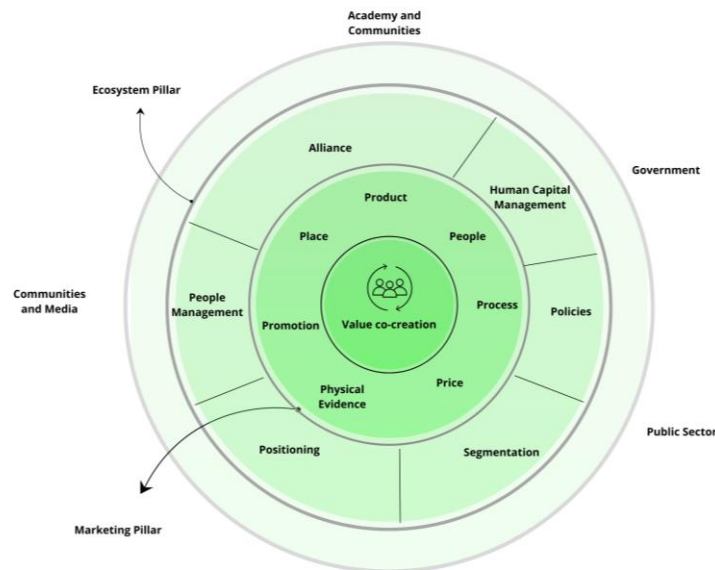 Academy and
Communities
Ecosystem Pillar
Alliance
Government
Human Capital
Management
Product
Place
People
Communities
and Media
People
Management
Promotion
Value co-creation
Process
Policies
Physical
Evidence
Price
Public Sector
Positioning
Segmentation
Marketing Pillar